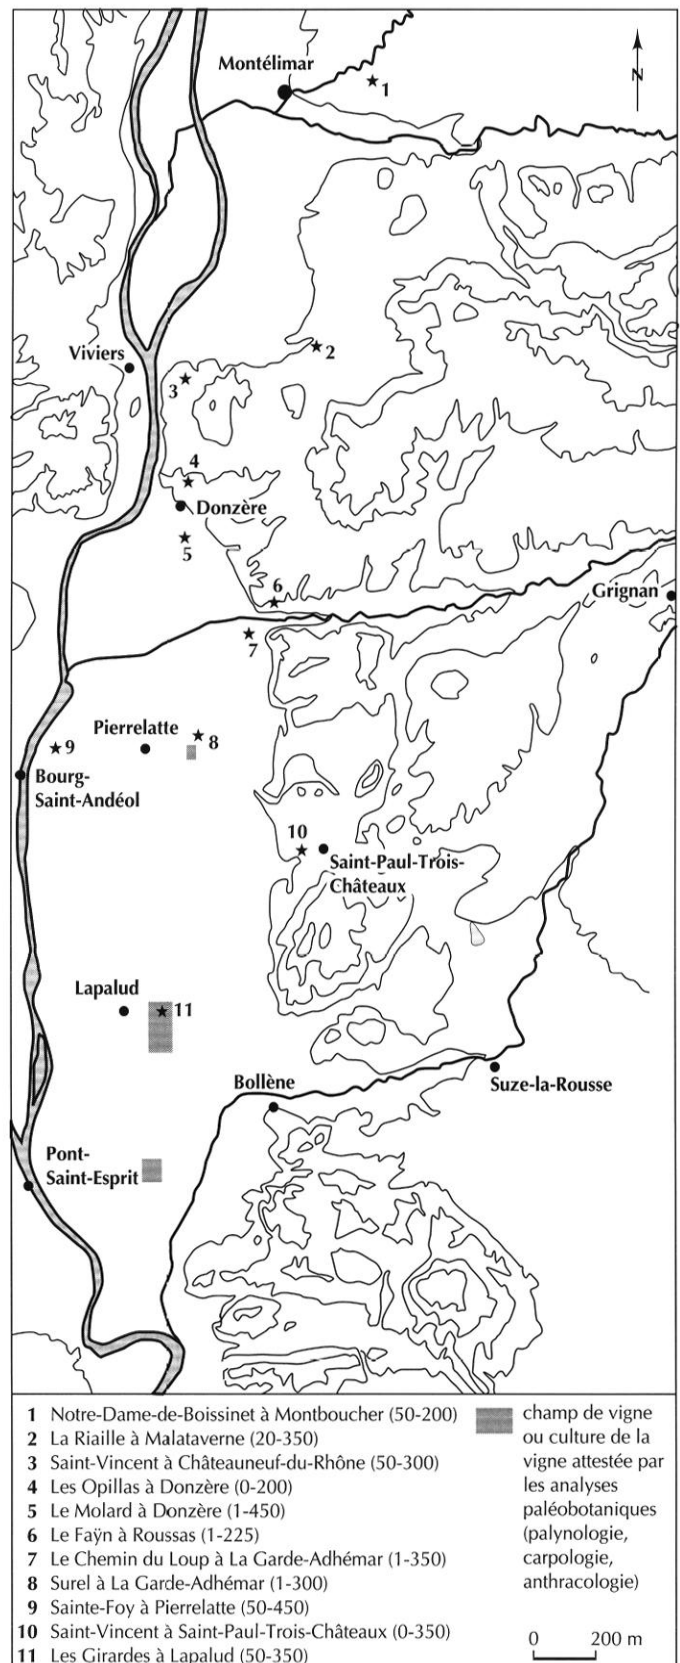 Montélimar
1
N
2
Viviers
3
4
Donzère
5
6
Grignan
7
Pierrelatte
8
9
Bourg-
Saint-Andéol
10
Saint-Paul-Trois-
Châteaux
Lapalud
11
Bollène
Suze-la-Rousse
Pont-
Saint-Esprit
1 Notre-Dame-de-Boissinet à Montboucher (50-200)
2 La Riaille à Malataverne (20-350)
3 Saint-Vincent à Châteauneuf-du-Rhône (50-300)
4 Les Opillas à Donzère (0-200)
5 Le Molard à Donzère (1-450)
6 Le Faÿn à Roussas (1-225)
7 Le Chemin du Loup à La Garde-Adhémar (1-350)
8 Surel à La Garde-Adhémar (1-300)
9 Sainte-Foy à Pierrelatte (50-450)
10 Saint-Vincent à Saint-Paul-Trois-Châteaux (0-350)
11 Les Girardes à Lapalud (50-350)
champ de vigne
ou culture de la
vigne attestée par
les analyses
paléobotaniques
(palynologie,
carpologie,
anthracologie)
0 200 m